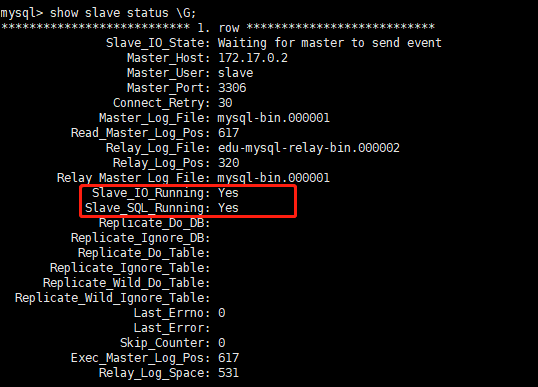 mysql> show slave status \G;
*************************** 1. row ***************************
Slave_IO_State: Waiting for master to send event
Master_Host: 172.17.0.2
Master_User: slave
Master_Port: 3306
Connect_Retry: 30
Master_Log_File: mysql-bin.000001
Read_Master_Log_Pos: 617
Relay_Log_File: edu-mysql-relay-bin.000002
Relay_Log_Pos: 320
Relay_Master_Log_File: mysql-bin.000001
Slave_IO_Running: Yes
Slave_SQL_Running: Yes
Replicate_Do_DB:
Replicate_Ignore_DB:
Replicate_Do_Table:
Replicate_Ignore_Table:
Replicate_Wild_Do_Table:
Replicate_Wild_Ignore_Table:
Last_Errno: 0
Last_Error:
Skip_Counter: 0
Exec_Master_Log_Pos: 617
Relay_Log_Space: 531